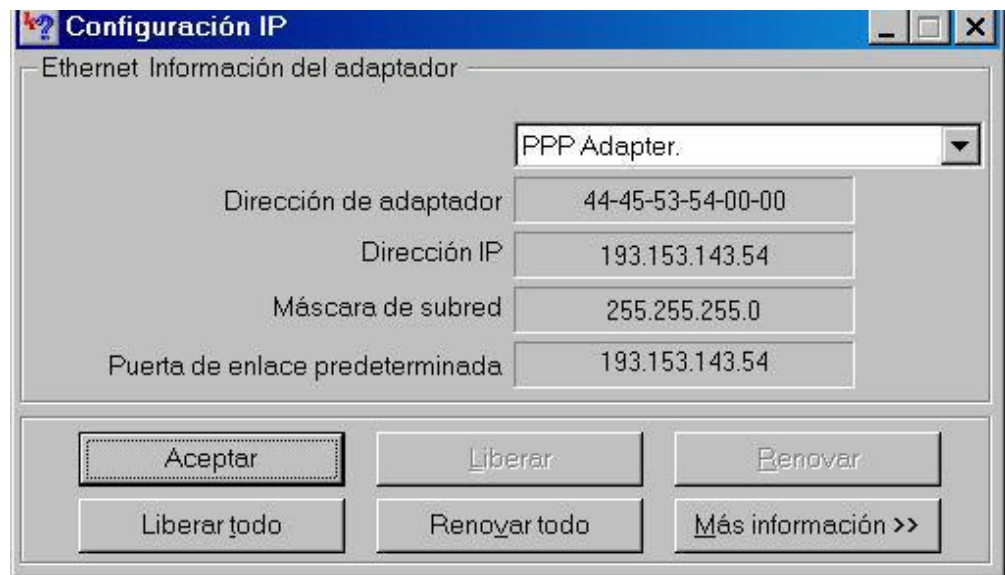 Configuración IP
Ethernet Información del adaptador
PPP Adapter.
Dirección de adaptador 44-45-53-54-00-00
Dirección IP 193.153.143.54
Máscara de subred 255.255.255.0
Puerta de enlace predeterminada 193.153.143.54
Aceptar Liberar Renovar
Liberar todo Renovar todo Más información >>